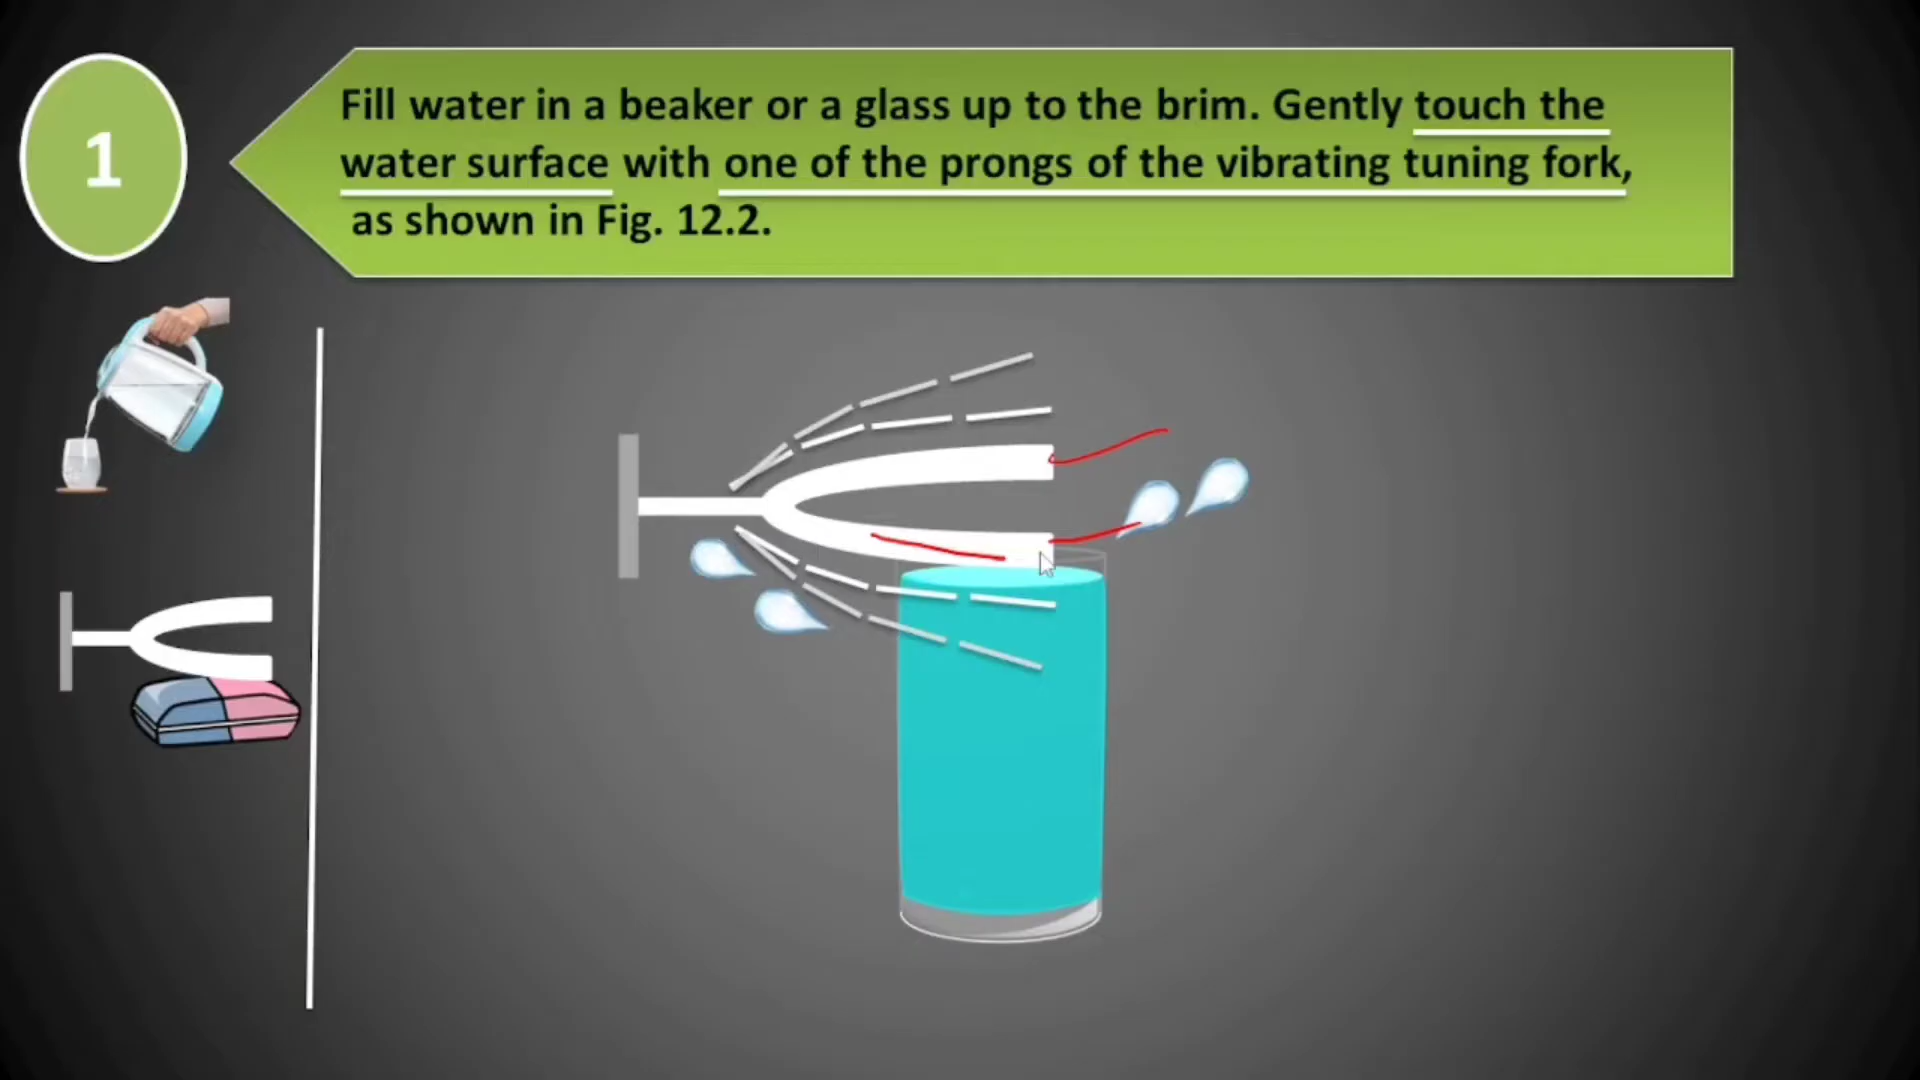 1
Fill water in a beaker or a glass up to the brim. Gently touch the
water surface with one of the prongs of the vibrating tuning fork,
as shown in Fig. 12.2.